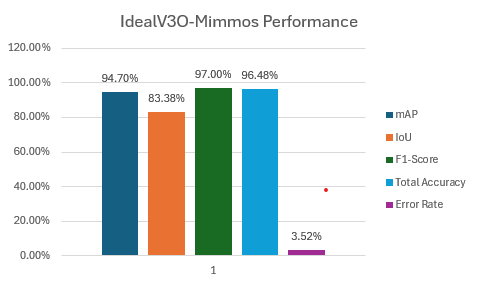 IdealV3O-Mimmos Performance
120.00%
100.00%
80.00%
60.00%
40.00%
20.00%
0.00%
94.70%
83.38%
97.00%
96.48%
3.52%
1
mAP
IoU
F1-Score
Total Accuracy
Error Rate